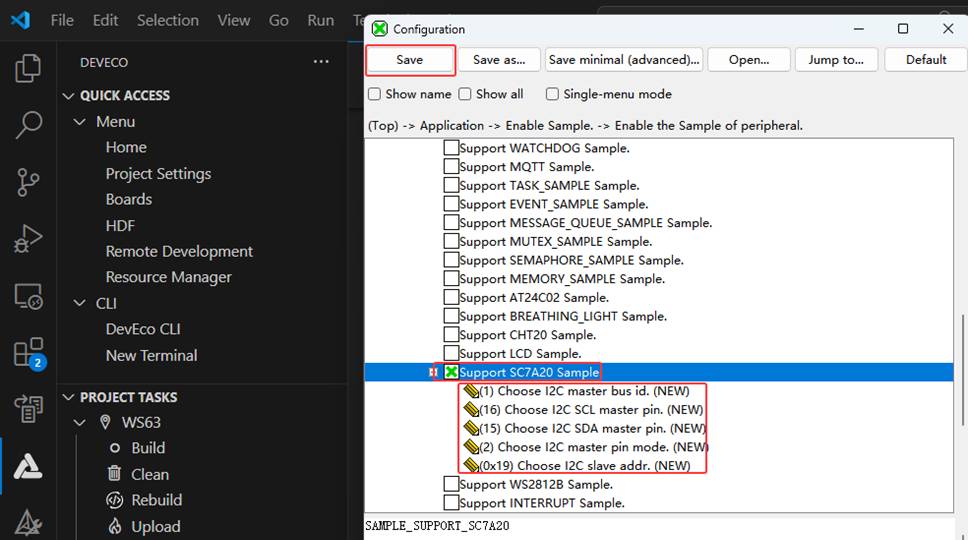 File Edit Selection View Go Run
Configuration
DEVECO
Save Save as... Save minimal (advanced)... Open... Jump to... Default
QUICK ACCESS
Show name Show all Single-menu mode
Menu
(Top) -> Application -> Enable Sample. -> Enable the Sample of peripheral.
Home
Project Settings
Boards
HDF
Remote Development
Resource Manager
CLI
DevEco CLI
New Terminal
2
PROJECT TASKS
WS63
Build
Clean
Rebuild
Upload
Support WATCHDOG Sample.
Support MQTT Sample.
Support TASK_SAMPLE Sample.
Support EVENT_SAMPLE Sample.
Support MESSAGE_QUEUE_SAMPLE Sample.
Support MUTEX_SAMPLE Sample.
Support SEMAPHORE_SAMPLE Sample.
Support MEMORY_SAMPLE Sample.
Support AT24C02 Sample.
Support BREATHING_LIGHT Sample.
Support CHT20 Sample.
Support LCD Sample.
Support SC7A20 Sample
(1) Choose I2C master bus id. (NEW)
(16) Choose I2C SCL master pin. (NEW)
(15) Choose I2C SDA master pin. (NEW)
(2) Choose I2C master pin mode. (NEW)
(0x19) Choose I2C slave addr. (NEW)
Support WS2812B Sample.
Support INTERRUPT Sample.
SAMPLE_SUPPORT_SC7A20